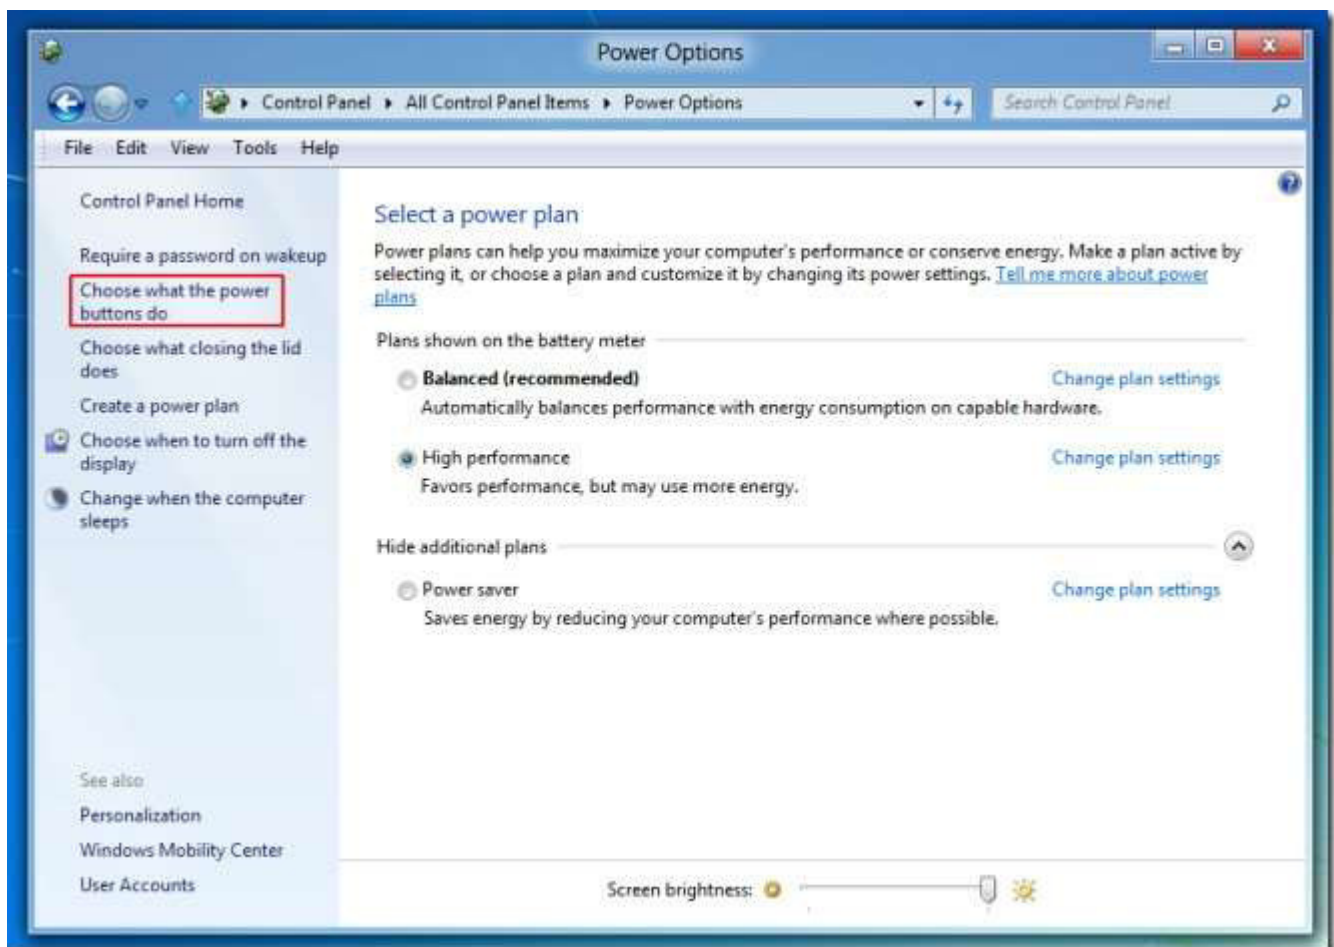 Power Options
Control Panel All Control Panel Items Power Options Search Control Panel
File Edit View Tools Help
Control Panel Home
Require a password on wakeup
Choose what the power
buttons do
Choose what closing the lid
does
Create a power plan
Choose when to turn off the
display
Change when the computer
sleeps
See also
Personalization
Windows Mobility Center
User Accounts
Select a power plan
Power plans can help you maximize your computer's performance or conserve energy. Make a plan active by
selecting it, or choose a plan and customize it by changing its power settings. Tell me more about power
plans
Plans shown on the battery meter
Balanced (recommended) Change plan settings
Automatically balances performance with energy consumption on capable hardware.
High performance Change plan settings
Favors performance, but may use more energy.
Hide additional plans
Power saver Change plan settings
Saves energy by reducing your computer's performance where possible.
Screen brightness: